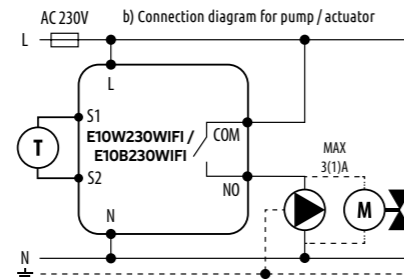 AC 230V
b) Connection diagram for pump / actuator
L
L
S1
E10W230WIFI /
E10B230WIFI
COM
T
S2
MAX
3(1)A
NO
M
N
N